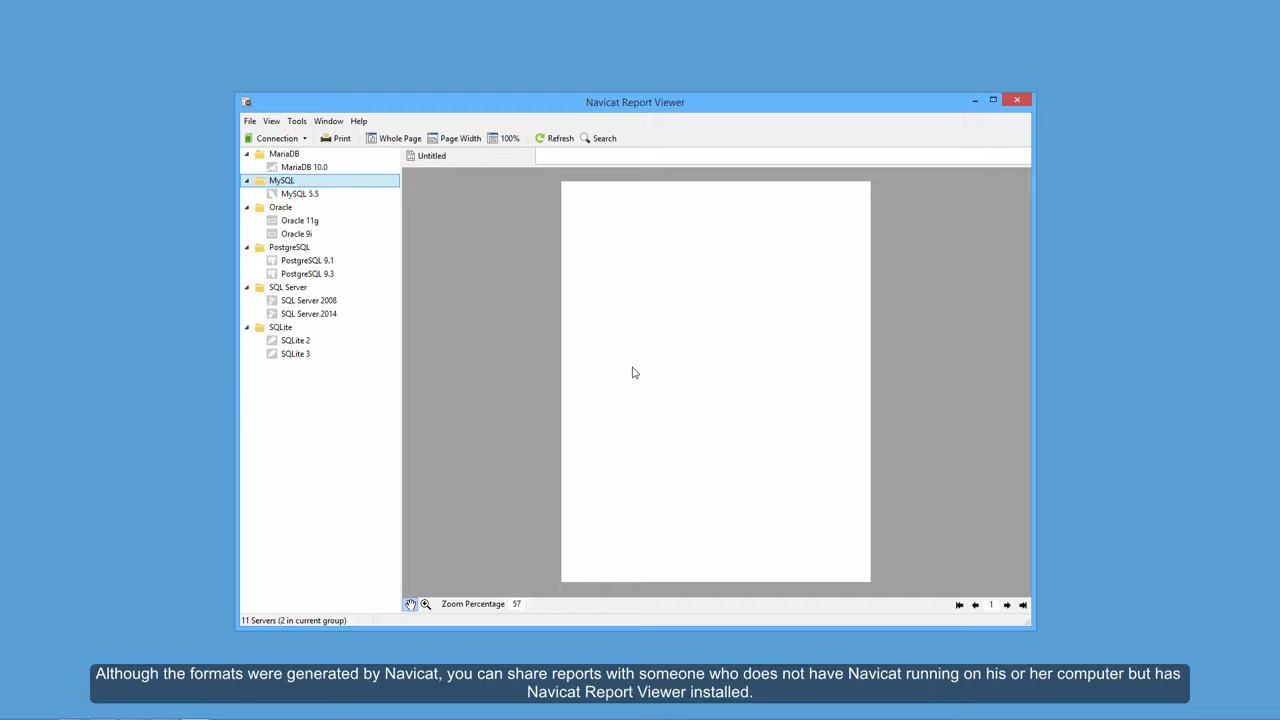 Navicat Report Viewer
File View Tools Window Help
Connection Print Whole Page Page Width 100% Refresh Search
MariaDB
MariaDB 10.0
MySQL
MySQL 5.5
Oracle
Oracle 11g
Oracle 9i
PostgreSQL
PostgreSQL 9.1
PostgreSQL 9.3
SQL Server
SQL Server 2008
SQL Server 2014
SQLite
SQLite 2
SQLite 3
Untitled
Zoom Percentage 57
1
11 Servers (2 in current group)
Although the formats were generated by Navicat, you can share reports with someone who does not have Navicat running on his or her computer but has
Navicat Report Viewer installed.